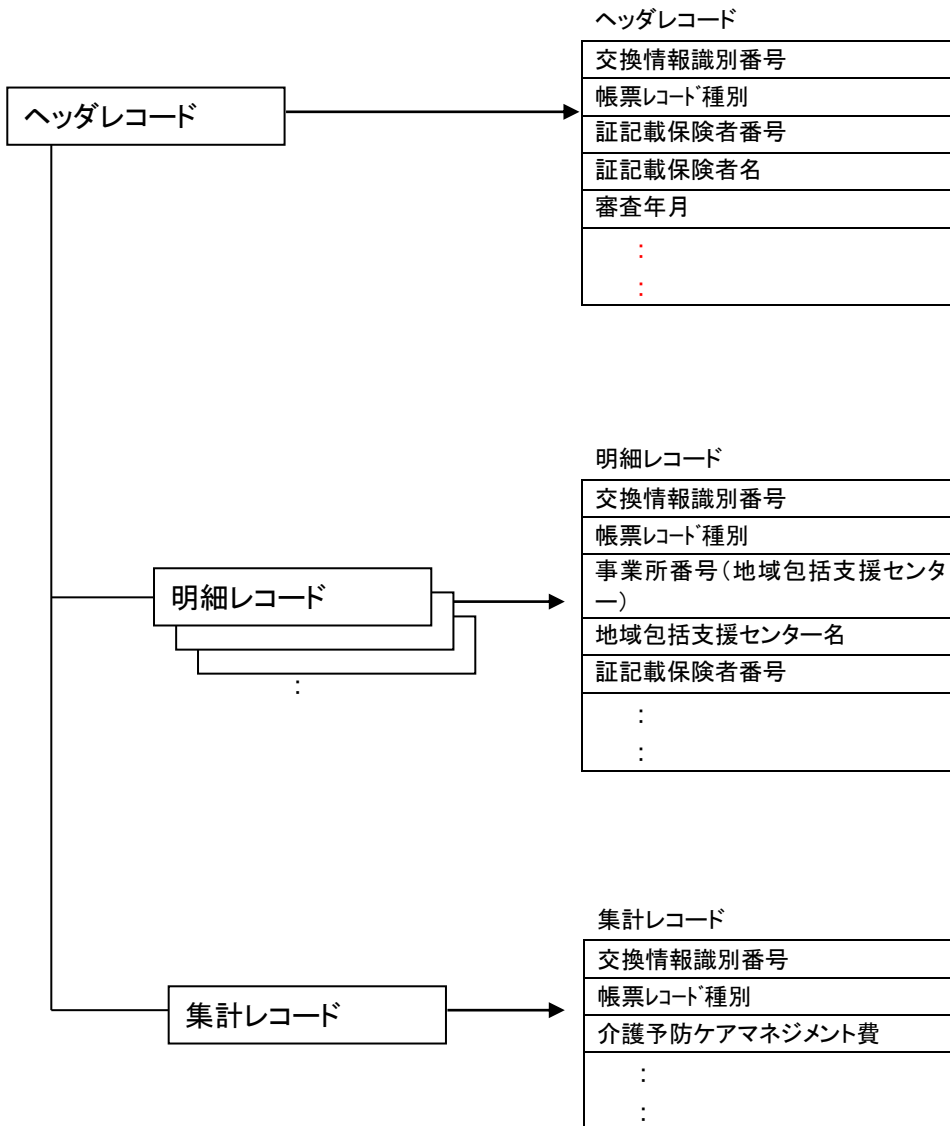 ヘッダレコード
交換情報識別番号
帳票ﾚｺｰﾄﾞ種別
証記載保険者番号
証記載保険者名
審査年月
：
：
ヘッダレコード
明細レコード
交換情報識別番号
帳票ﾚｺｰﾄﾞ種別
事業所番号（地域包括支援センタ
ー）
地域包括支援センター名
証記載保険者番号
：
：
明細レコード
：
集計レコード
交換情報識別番号
帳票ﾚｺｰﾄﾞ種別
介護予防ケアマネジメント費
：
：
集計レコード